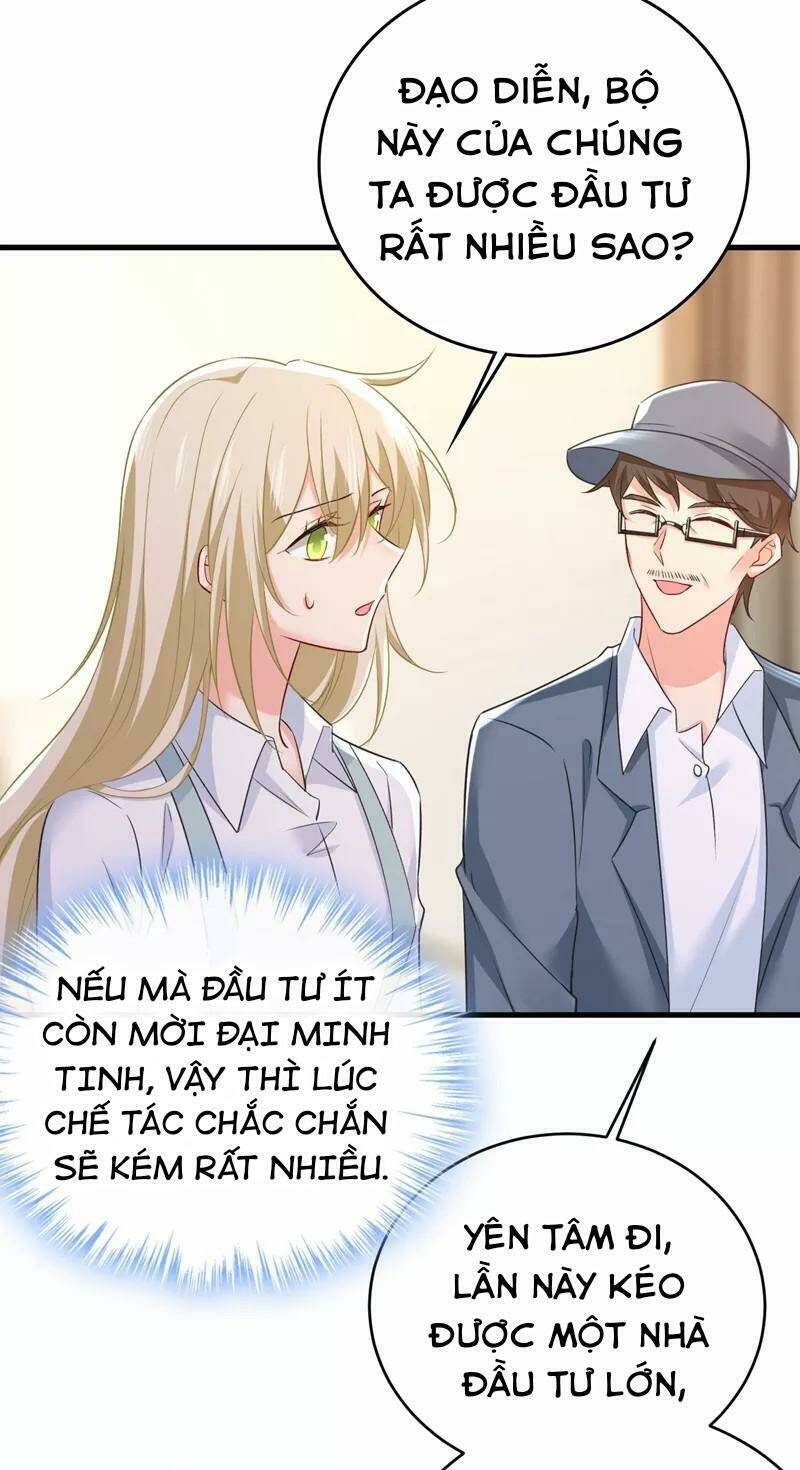 ĐẠO DIỄN, BỘ
NÀY CỦA CHÚNG
TA ĐƯỢC ĐẦU TƯ
RẤT NHIỀU SAO?
NẾU MÀ ĐẦU TƯ ÍT
CÒN MỜI ĐẠI MINH
TINH, VẬY THÌ LÚC
CHẾ TÁC CHẮC CHẮN
SẼ KÉM RẤT NHIỀU.
YÊN TÂM ĐI,
LẦN NÀY KÉO
ĐƯỢC MỘT NHÀ
ĐẦU TƯ LỚN,